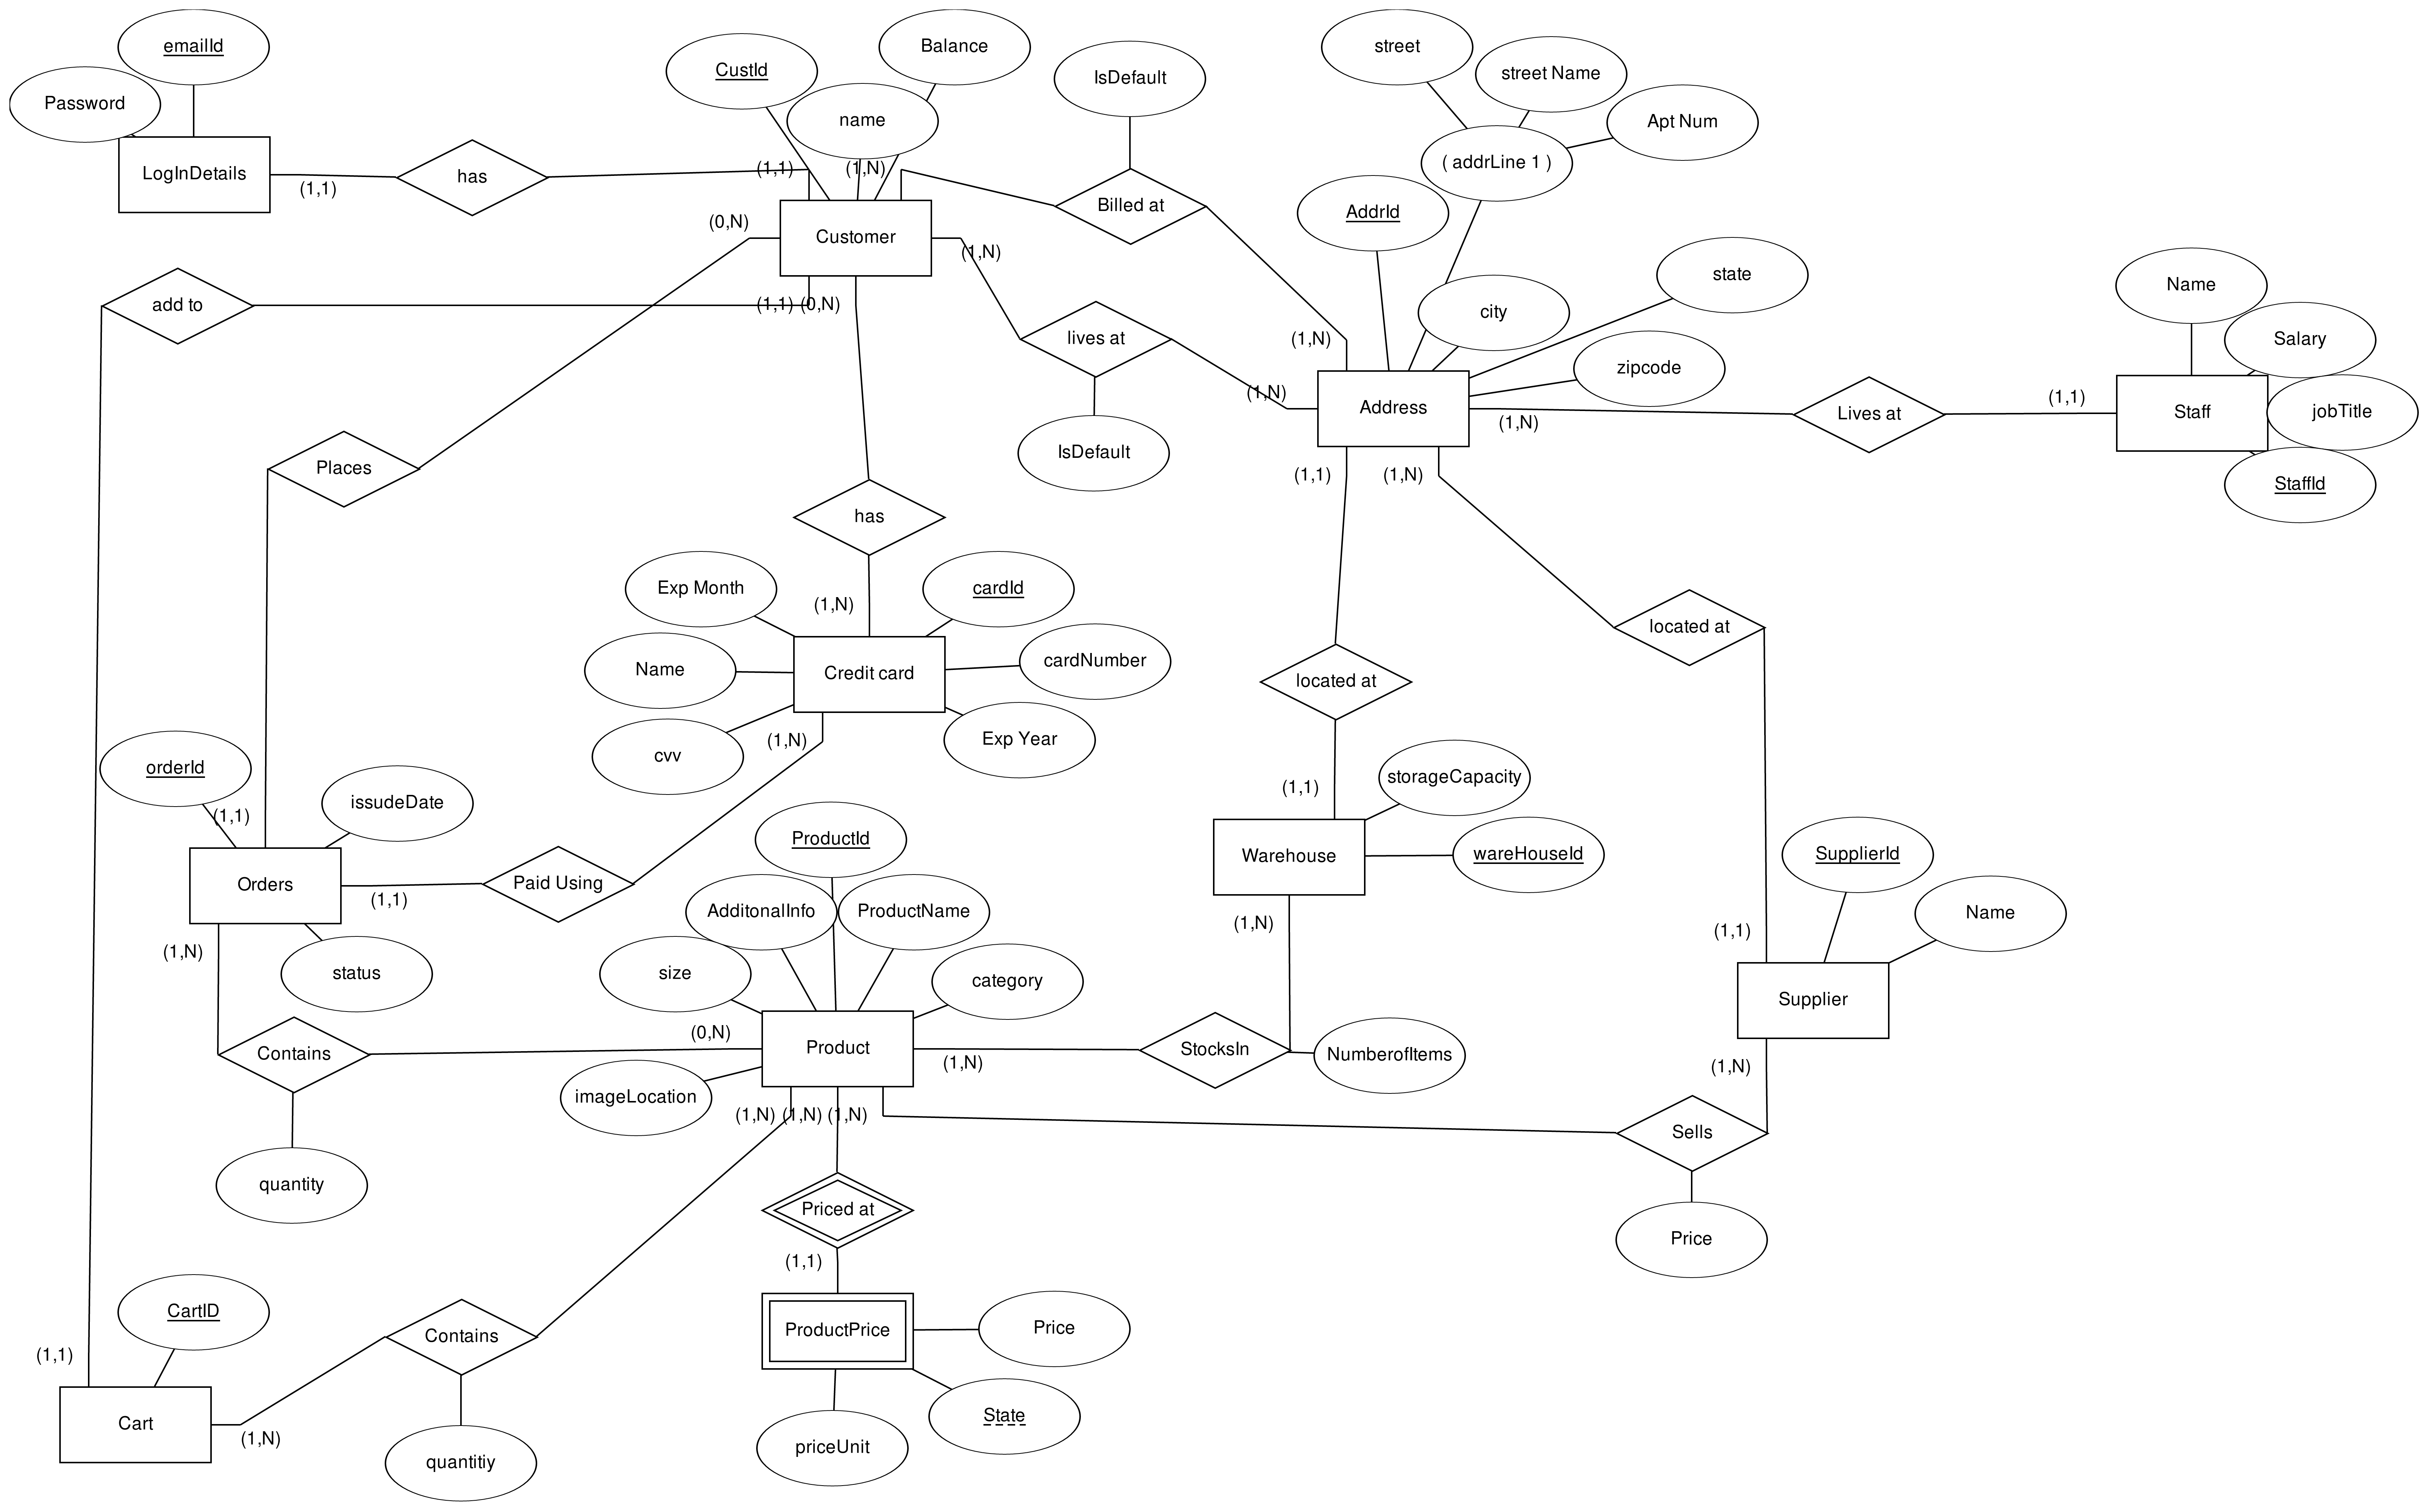 emailId
Password
LogInDetails
(1,1)
has
CustId
Balance
name
(1,1)
(1,N)
(0,N)
Customer
(1,N)
(1,1)
(0,N)
IsDefault
Billed at
street
street Name
Apt Num
( addrLine 1 )
AddrId
state
city
zipcode
(1,N)
lives at
(1,N)
IsDefault
Address
(1,N)
Lives at
(1,1)
Name
Salary
Staff
jobTitle
StaffId
(1,1)
(1,N)
add to
Places
has
(1,N)
Exp Month
cardId
Name
Credit card
cardNumber
cvv
(1,N)
Exp Year
located at
located at
(1,1)
storageCapacity
Warehouse
wareHouseId
(1,N)
SupplierId
Name
(1,1)
Supplier
(1,N)
orderId
issudeDate
(1,1)
Orders
(1,1)
Paid Using
(1,N)
status
ProductId
AdditonalInfo
ProductName
size
category
(0,N)
Contains
Product
(1,N)
StocksIn
NumberofItems
imageLocation
(1,N)
(1,N)
(1,N)
Sells
Price
quantity
Priced at
(1,1)
CartID
(1,1)
Contains
ProductPrice
Price
State
priceUnit
Cart
(1,N)
quantitiy